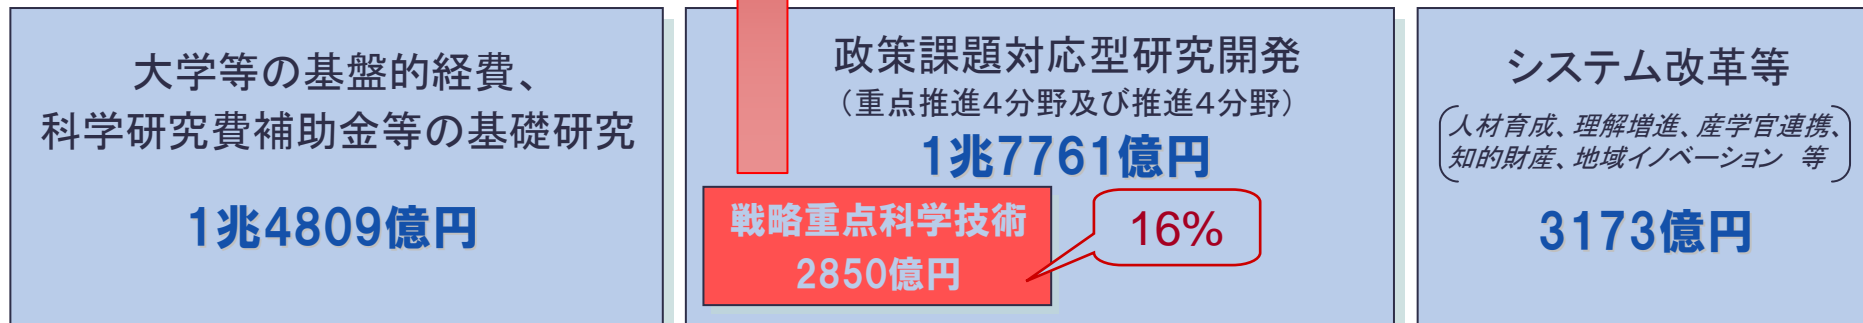 大学等の基盤的経費、
科学研究費補助金等の基礎研究
1兆4809億円
政策課題対応型研究開発
（重点推進４分野及び推進４分野）
1兆7761億円
戦略重点科学技術
2850億円
16%
システム改革等
人材育成、理解増進、産学官連携、
知的財産、地域イノベーション　等
3173億円